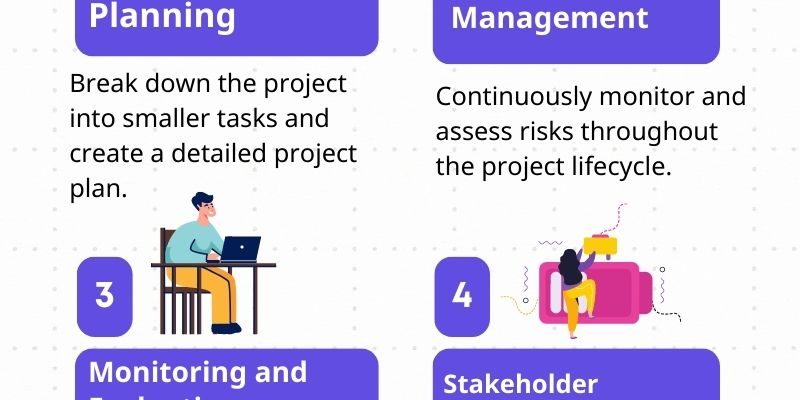 Planning
Break down the project
into smaller tasks and
create a detailed project
plan.
Management
Continuously monitor and
assess risks throughout
the project lifecycle.
3
Monitoring and
4
Stakeholder